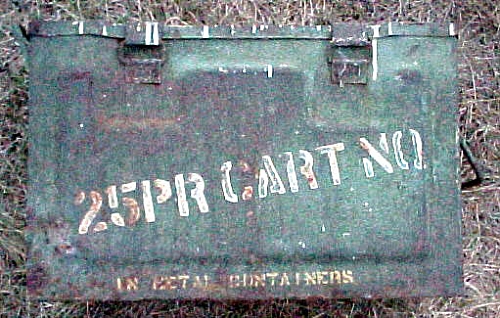 25PR CART NO
IN METAL CONTAINERS